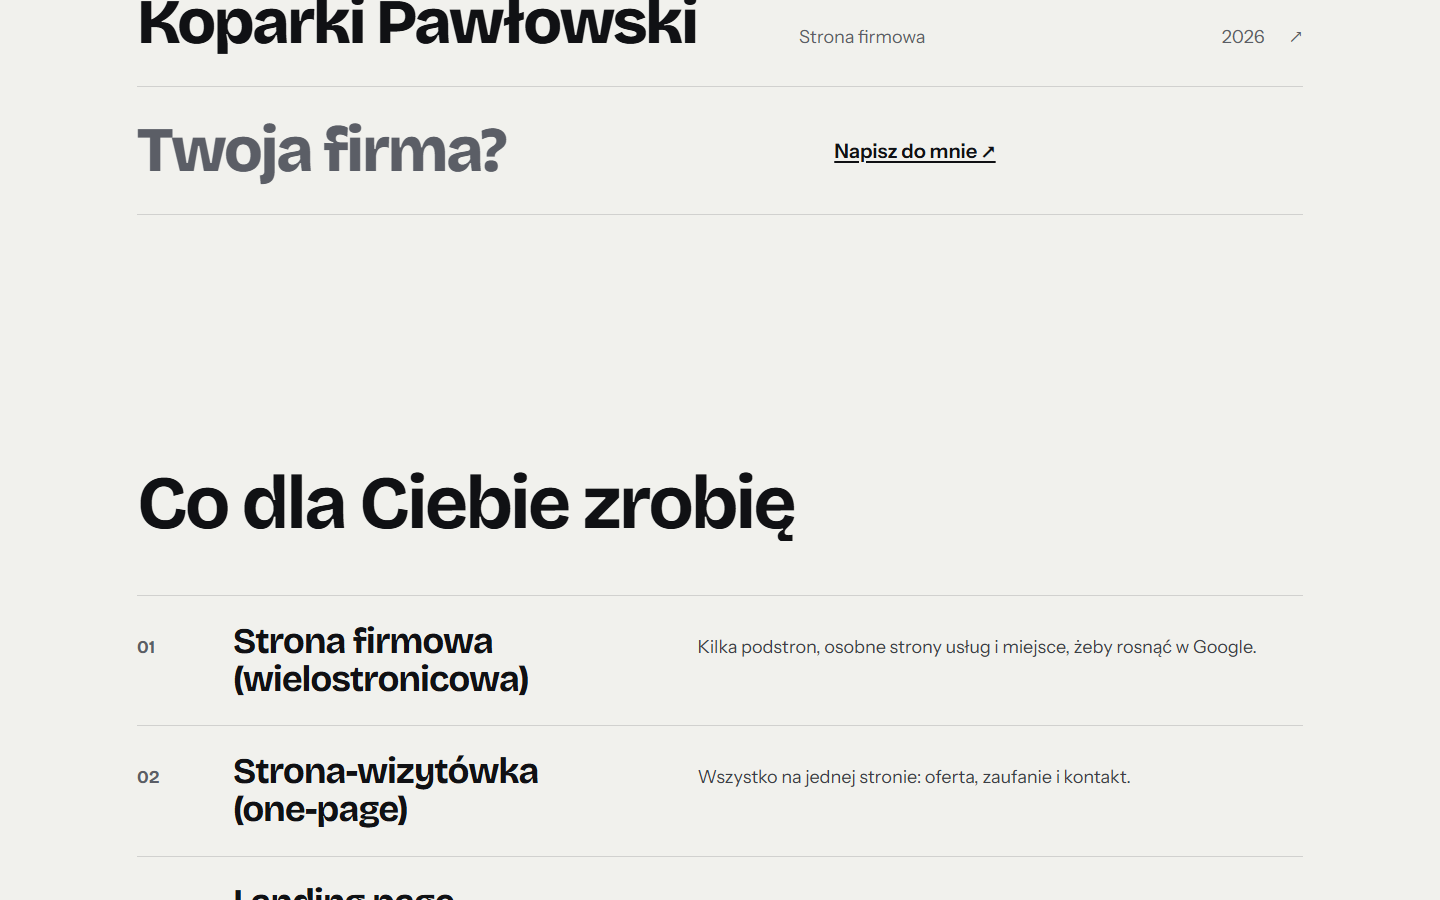 Koparki Pawłowski
Strona firmowa
2026 ↗
Twoja firma?
Napisz do mnie ↗
Co dla Ciebie zrobię
01
Strona firmowa
(wielostronicowa)
Kilka podstron, osobne strony usług i miejsce, żeby rosnąć w Google.
02
Strona-wizytówka
(one-page)
Wszystko na jednej stronie: oferta, zaufanie i kontakt.
Landing page